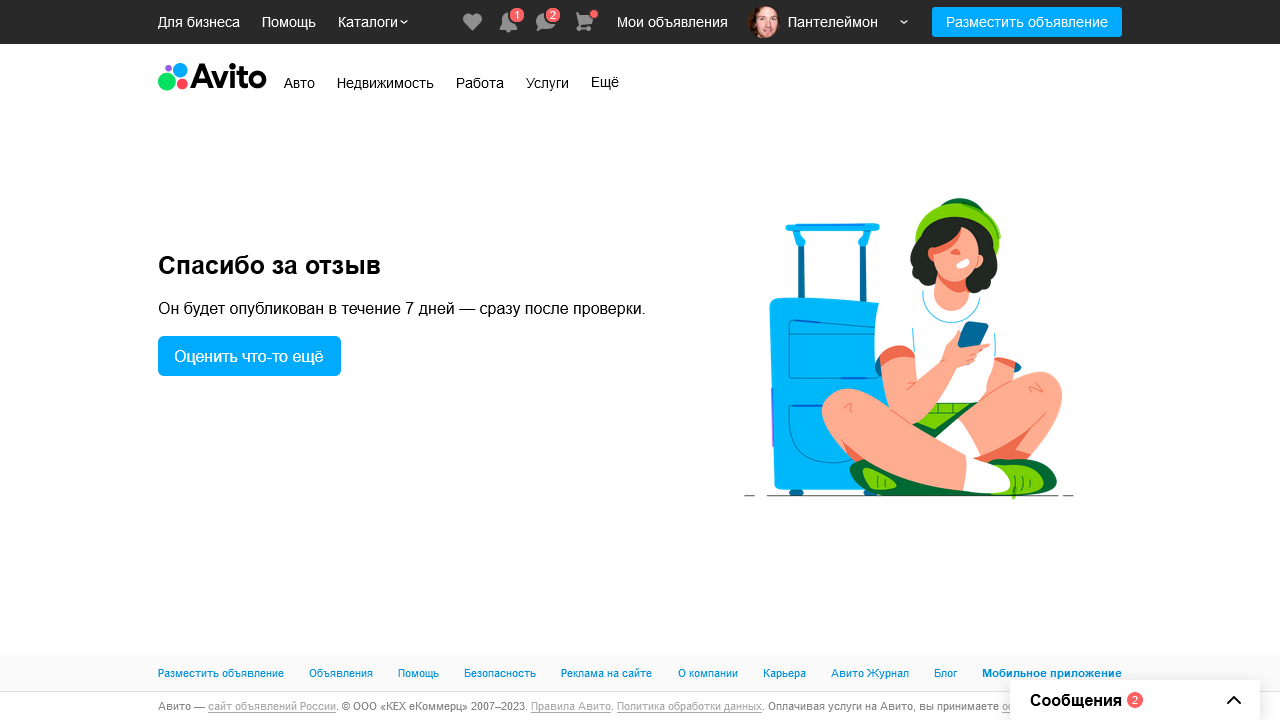 Для бизнеса Помощь Каталоги 1 2 Мои объявления Пантелеймон Разместить объявление
Avito Авто Недвижимость Работа Услуги Ещё
Спасибо за отзыв
Он будет опубликован в течение 7 дней — сразу после проверки.
Оценить что-то ещё
Разместить объявление Объявления Помощь Безопасность Реклама на сайте О компании Карьера Авито Журнал Блог Мобильное приложение
Авито — сайт объявлений России. © ООО «КЕХ еКоммерц» 2007–2023. Правила Авито. Политика обработки данных. Оплачивая услуги на Авито, вы принимаете
Сообщения 2